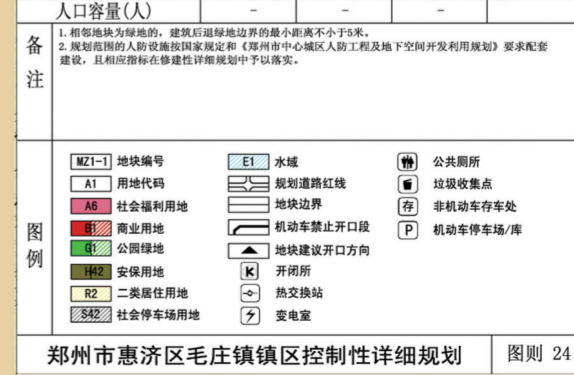 人口容量(人) - - - -
备注
1. 相邻地块为绿地的，建筑后退绿地边界的最小距离不小于5米。
2. 规划范围的人防设施按国家规定和《郑州市中心城区人防工程及地下空间开发利用规划》要求配套
建设，且相应指标在修建性详细规划中予以落实。
图例
MZ1-1 地块编号
A1 用地代码
A6 社会福利用地
B1 商业用地
G1 公园绿地
H42 安保用地
R2 二类居住用地
S42 社会停车场用地
E1 水域
规划道路红线
地块边界
机动车禁止开口段
地块建议开口方向
K 开闭所
热交换站
变电室
公共厕所
垃圾收集点
存 非机动车存车处
P 机动车停车场/库
郑州市惠济区毛庄镇镇区控制性详细规划 图则 24